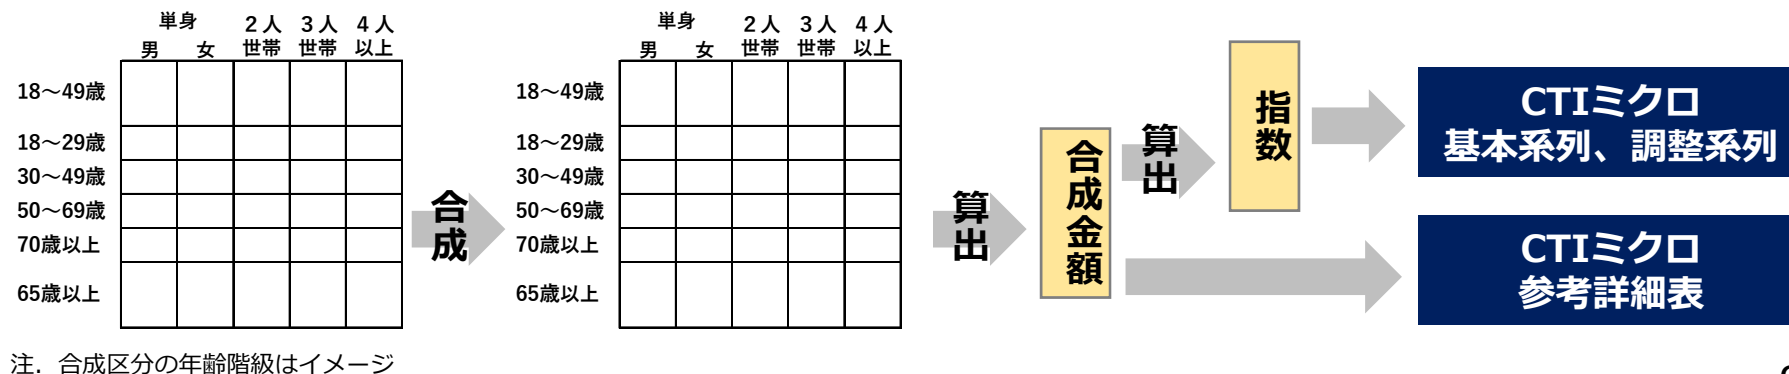 単身
2人 3人 4人
男 女 世帯 世帯 以上
18～49歳
18～29歳
30～49歳
50～69歳
70歳以上
65歳以上
合成
単身
2人 3人 4人
男 女 世帯 世帯 以上
18～49歳
18～29歳
30～49歳
50～69歳
70歳以上
65歳以上
算出
合成金額
算出
指数
CTIミクロ
基本系列、調整系列
CTIミクロ
参考詳細表
注．合成区分の年齢階級はイメージ